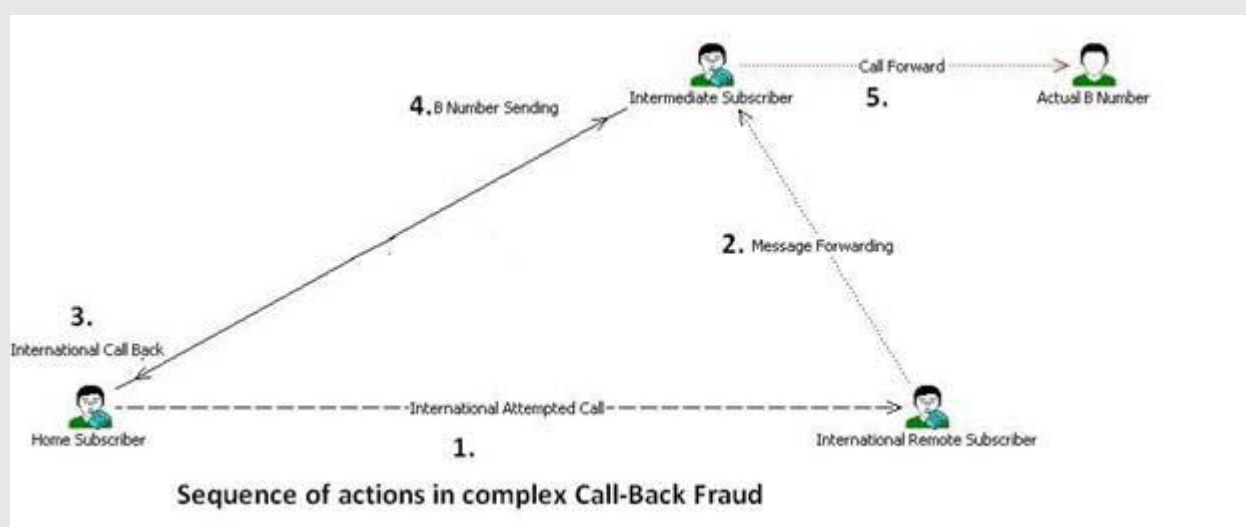 Call Forward
5.
Intermediate Subscriber
Actual B Number
4. B Number Sending
2. Message Forwarding
3.
International Call Back
International Attempted Call
Home Subscriber
International Remote Subscriber
1.
Sequence of actions in complex Call-Back Fraud